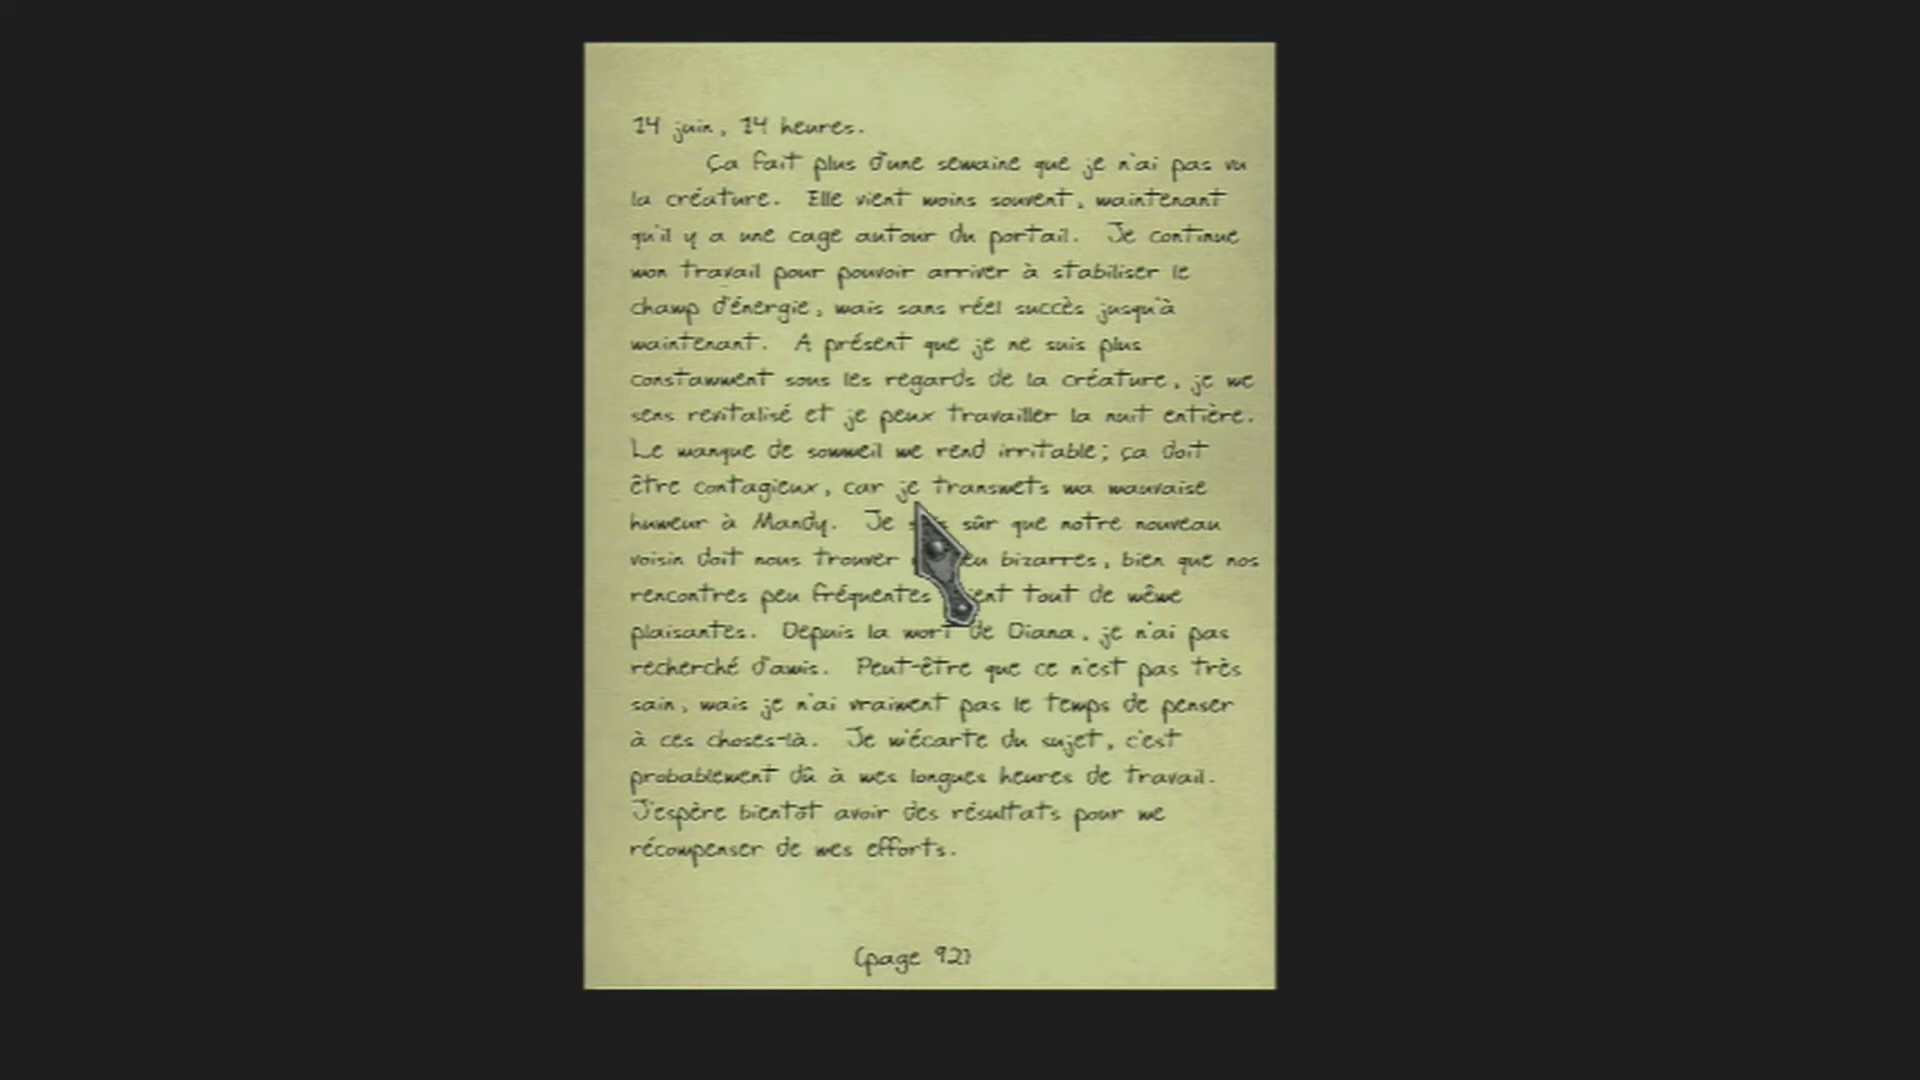 14 juin, 14 heures.
Ça fait plus d'une semaine que je n'ai pas vu
la créature. Elle vient moins souvent, maintenant
qu'il y a une cage autour du portail. Je continue
mon travail pour pouvoir arriver à stabiliser le
champ d'énergie, mais sans réel succès jusqu'à
maintenant. A présent que je ne suis plus
constamment sous les regards de la créature, je me
sens revitalisé et je peux travailler la nuit entière.
Le manque de sommeil me rend irritable; ça doit
être contagieux, car je transmets ma mauvaise
humeur à Mandy. Je sûr que notre nouveau
voisin doit nous trouver bizarres, bien que nos
rencontres peu fréquentes tout de même
plaisantes. Depuis la mort de Diana, je n'ai pas
recherché d'amis. Peut-être que ce n'est pas très
sain, mais je n'ai vraiment pas le temps de penser
à ces choses-là. Je m'écarte du sujet, c'est
probablement dû à mes longues heures de travail.
J'espère bientôt avoir des résultats pour me
récompenser de mes efforts.
(page 92)